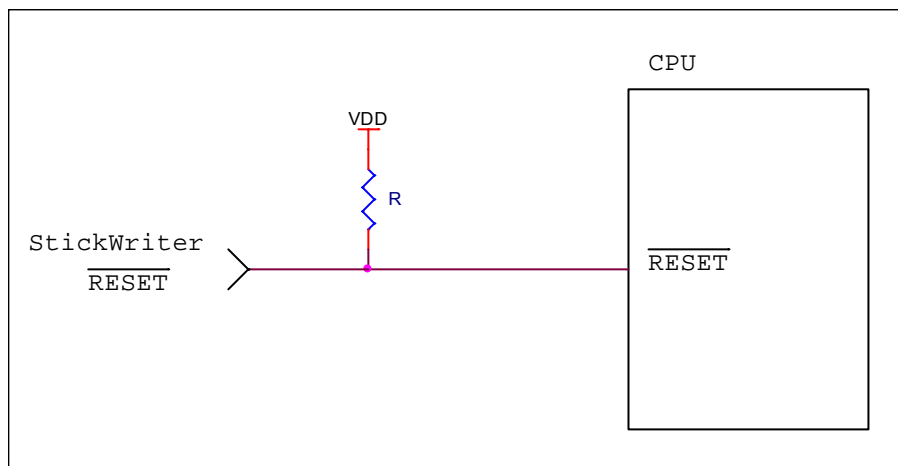 CPU
VDD
R
StickWriter
RESET
RESET